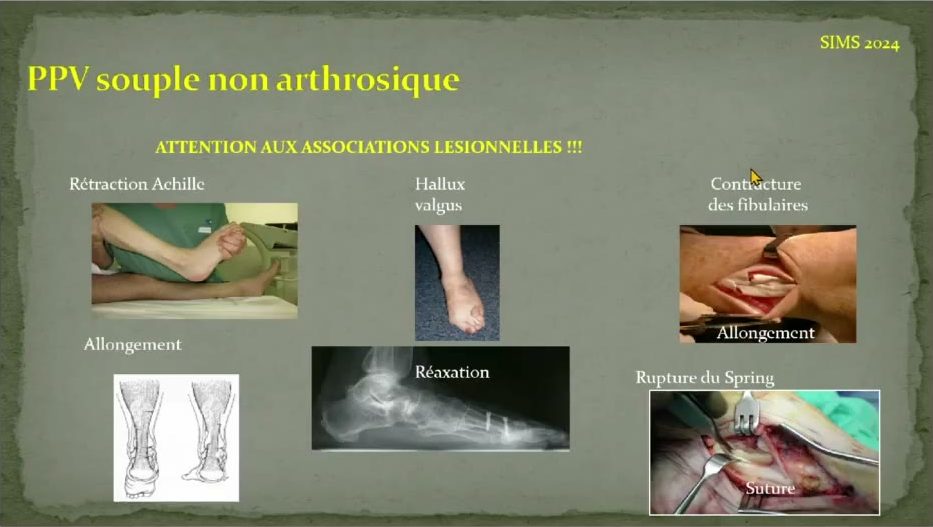 SIMS 2024
PPV souple non arthrosique
ATTENTION AUX ASSOCIATIONS LESIONNELLES !!!
Rétraction Achille
Hallux
valgus
Contracture
des fibulaires
Allongement
Allongement
Réaxation
Rupture du Spring
Suture